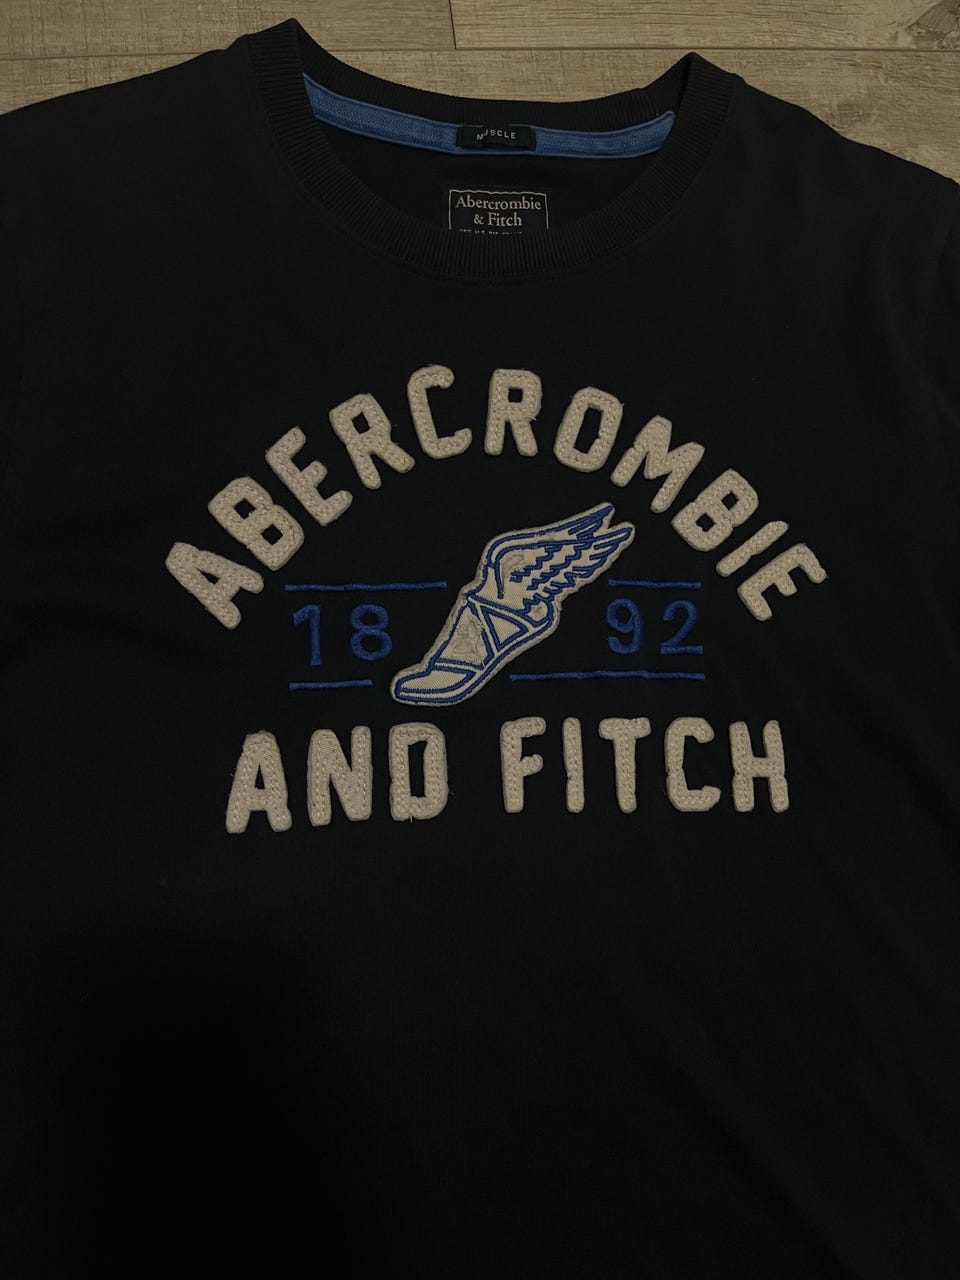 MUSCLE
Abercrombie
& Fitch
ABERCROMBIE
18 92
AND FITCH